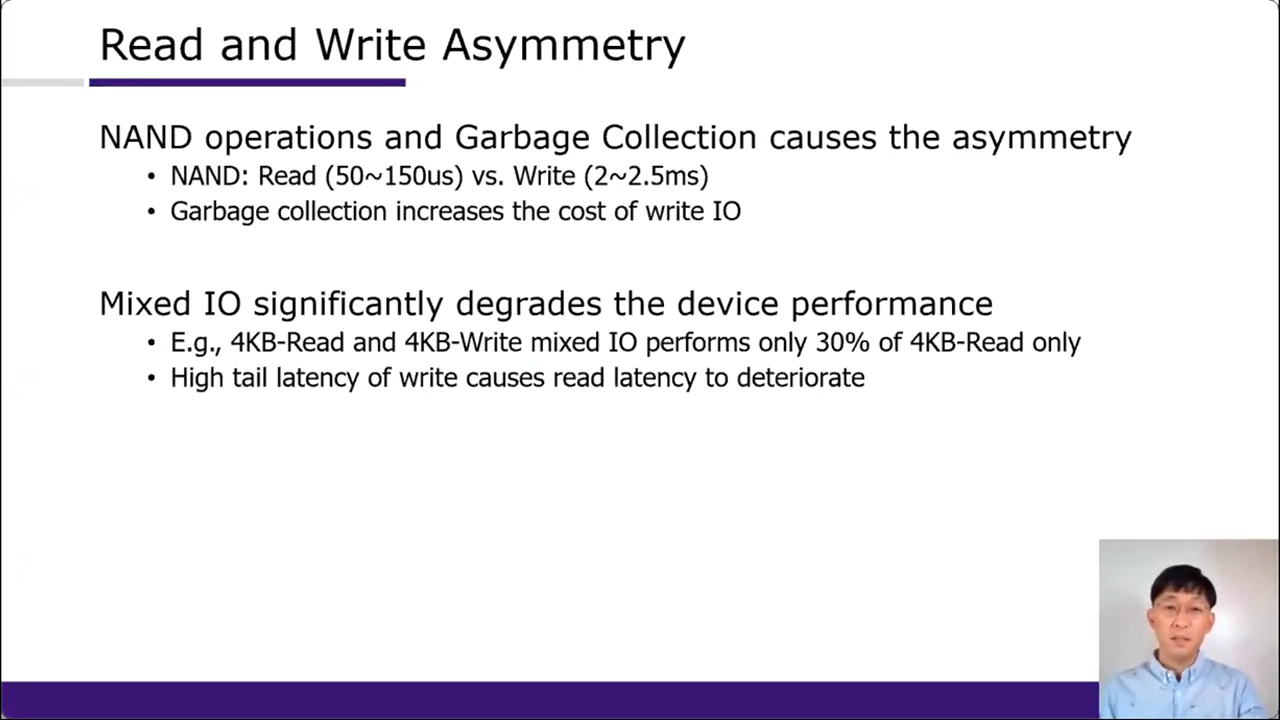 Read and Write Asymmetry
NAND operations and Garbage Collection causes the asymmetry
• NAND: Read (50~150us) vs. Write (2~2.5ms)
• Garbage collection increases the cost of write IO
Mixed IO significantly degrades the device performance
• E.g., 4KB-Read and 4KB-Write mixed IO performs only 30% of 4KB-Read only
• High tail latency of write causes read latency to deteriorate